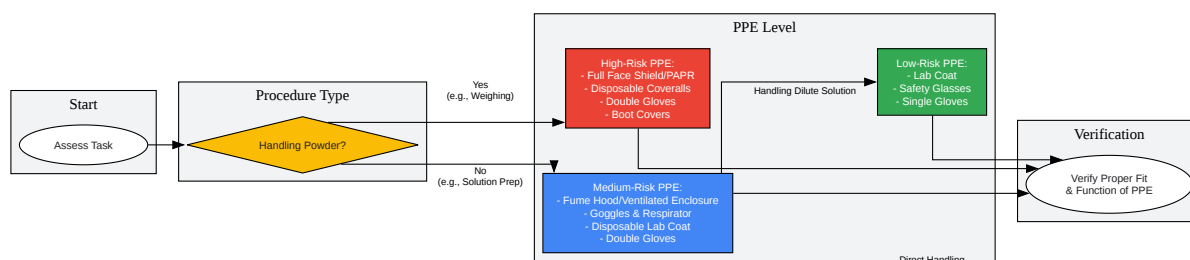 Start
Assess Task
Procedure Type
Handling Powder?
Yes
(e.g., Weighing)
No
(e.g., Solution Prep)
PPE Level
High-Risk PPE:
- Full Face Shield/PAPR
- Disposable Coveralls
- Double Gloves
- Boot Covers
Medium-Risk PPE:
- Fume Hood/Ventilated Enclosure
- Goggles & Respirator
- Disposable Lab Coat
- Double Gloves
Handling Dilute Solution
Low-Risk PPE:
- Lab Coat
- Safety Glasses
- Single Gloves
Direct Handling
Verification
Verify Proper Fit
& Function of PPE